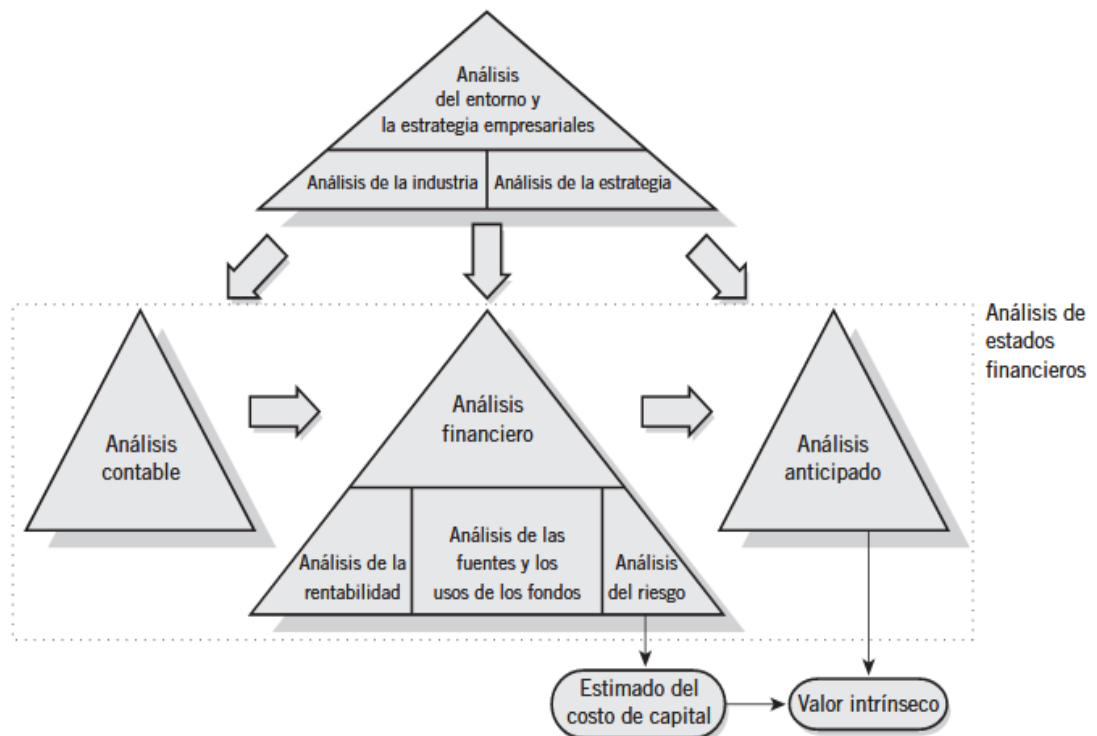 Análisis
del entorno y
la estrategia empresariales
Análisis de la industria
Análisis de la estrategia
Análisis de
estados
financieros
Análisis
contable
Análisis
financiero
Análisis de la
rentabilidad
Análisis de las
fuentes y los
usos de los fondos
Análisis
del riesgo
Análisis
anticipado
Estimado del
costo de capital
Valor intrínseco